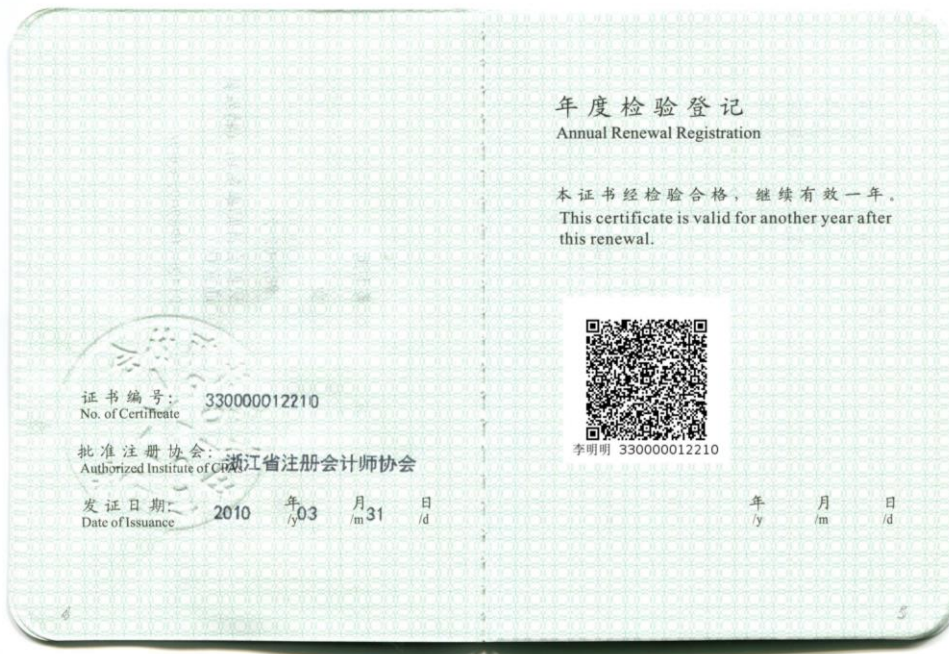 证书编号:
No. of Certificate
330000012210
批准注册协会:
Authorized Institute of CPAs
浙江省注册会计师协会
发证日期:
Date of Issuance
2010 年/y 03 月/m 31 日/d
年度检验登记
Annual Renewal Registration
本证书经检验合格，继续有效一年。
This certificate is valid for another year after
this renewal.
李明明 330000012210
年 月 日
/y /m /d
5